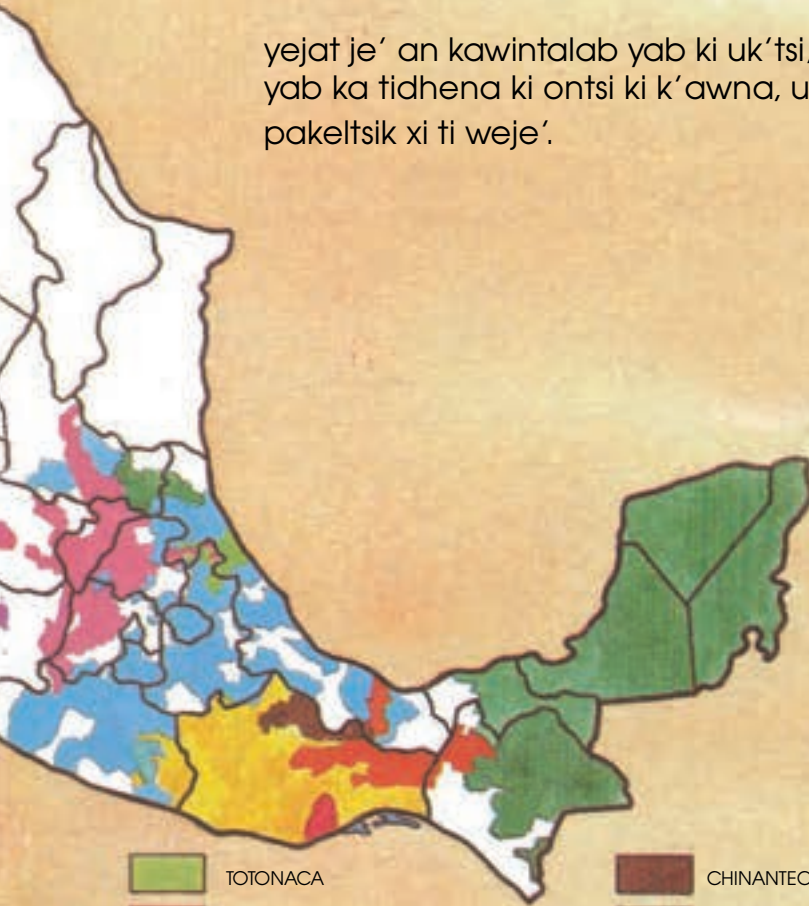 yejat je’ an kawintalab yab ki uk’tsi,
yab ka tidhena ki ontsi ki k’awna, u
pakeltsik xi ti weje’.
TOTONACA
CHINANTEC